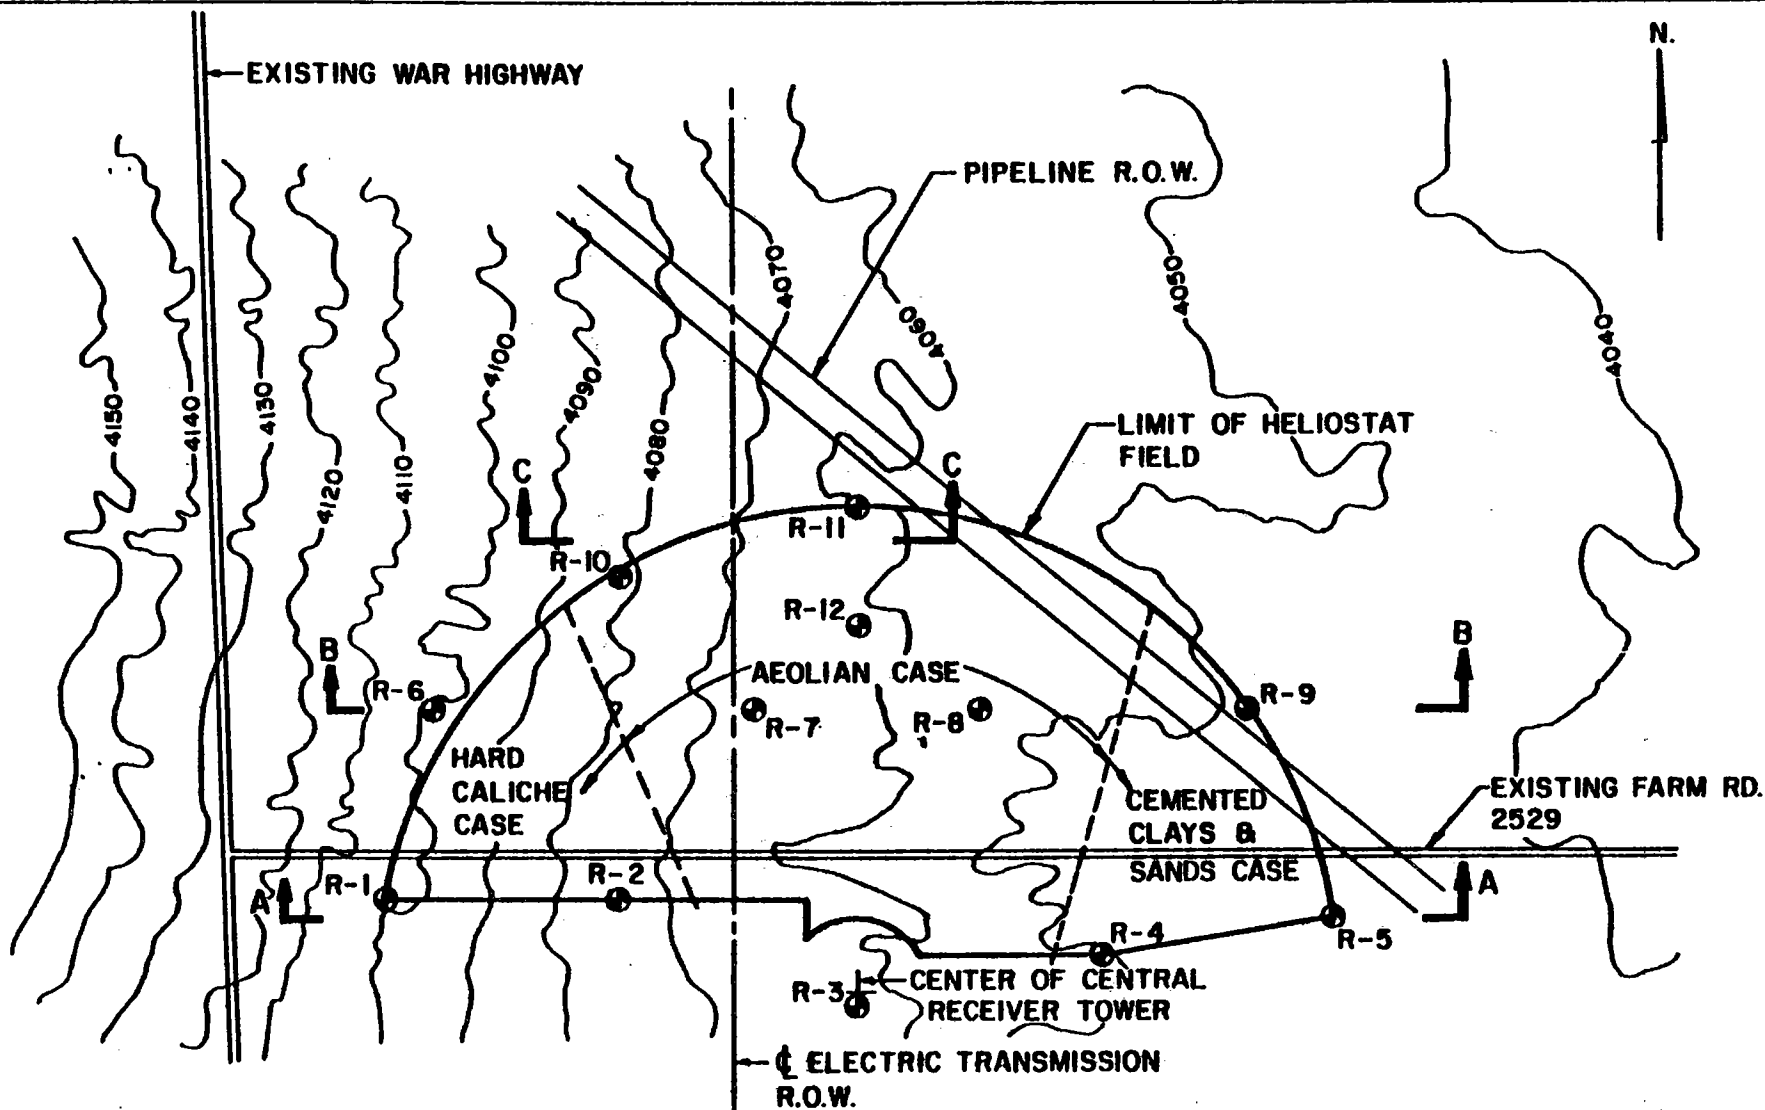 N.
EXISTING WAR HIGHWAY
PIPELINE R.O.W.
4070
4060
4050
4040
4150
4140
4130
4120
4110
4100
4090
4080
LIMIT OF HELIOSTAT
FIELD
C
C
R-11
R-10
R-12
B
B
AEOLIAN CASE
R-6
R-7
R-8
R-9
HARD
CALICHE
CASE
CEMENTED
CLAYS &
SANDS CASE
EXISTING FARM RD.
2529
A
R-1
R-2
A
R-4
R-5
R-3
CENTER OF CENTRAL
RECEIVER TOWER
℄ ELECTRIC TRANSMISSION
R.O.W.